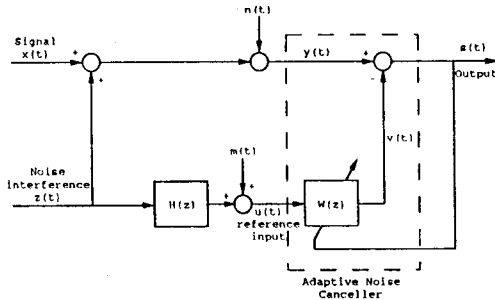 n(t)
Signal
x(t)
+
+
y(t)
+
-
s(t)
Output
v(t)
Noise
interference
z(t)
m(t)
H(z)
+
+
u(t)
reference
input
W(z)
Adaptive Noise
Canceller